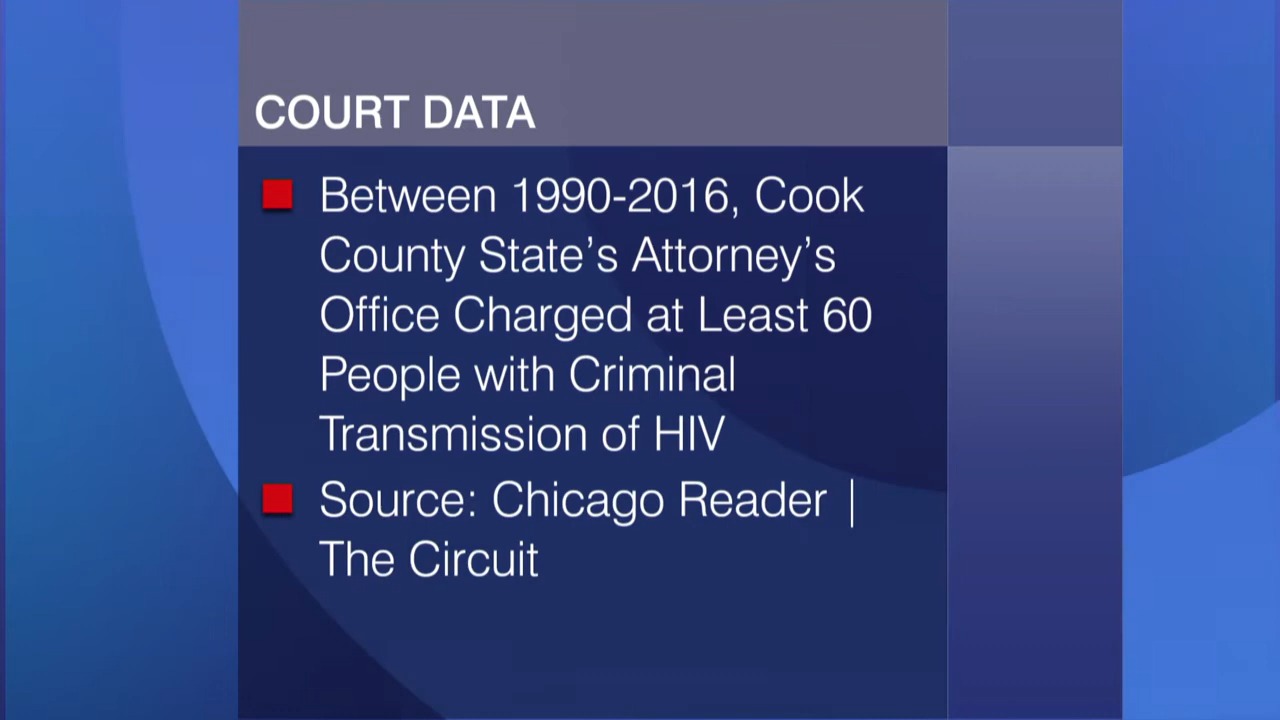 COURT DATA
Between 1990-2016, Cook
County State’s Attorney’s
Office Charged at Least 60
People with Criminal
Transmission of HIV
Source: Chicago Reader |
The Circuit